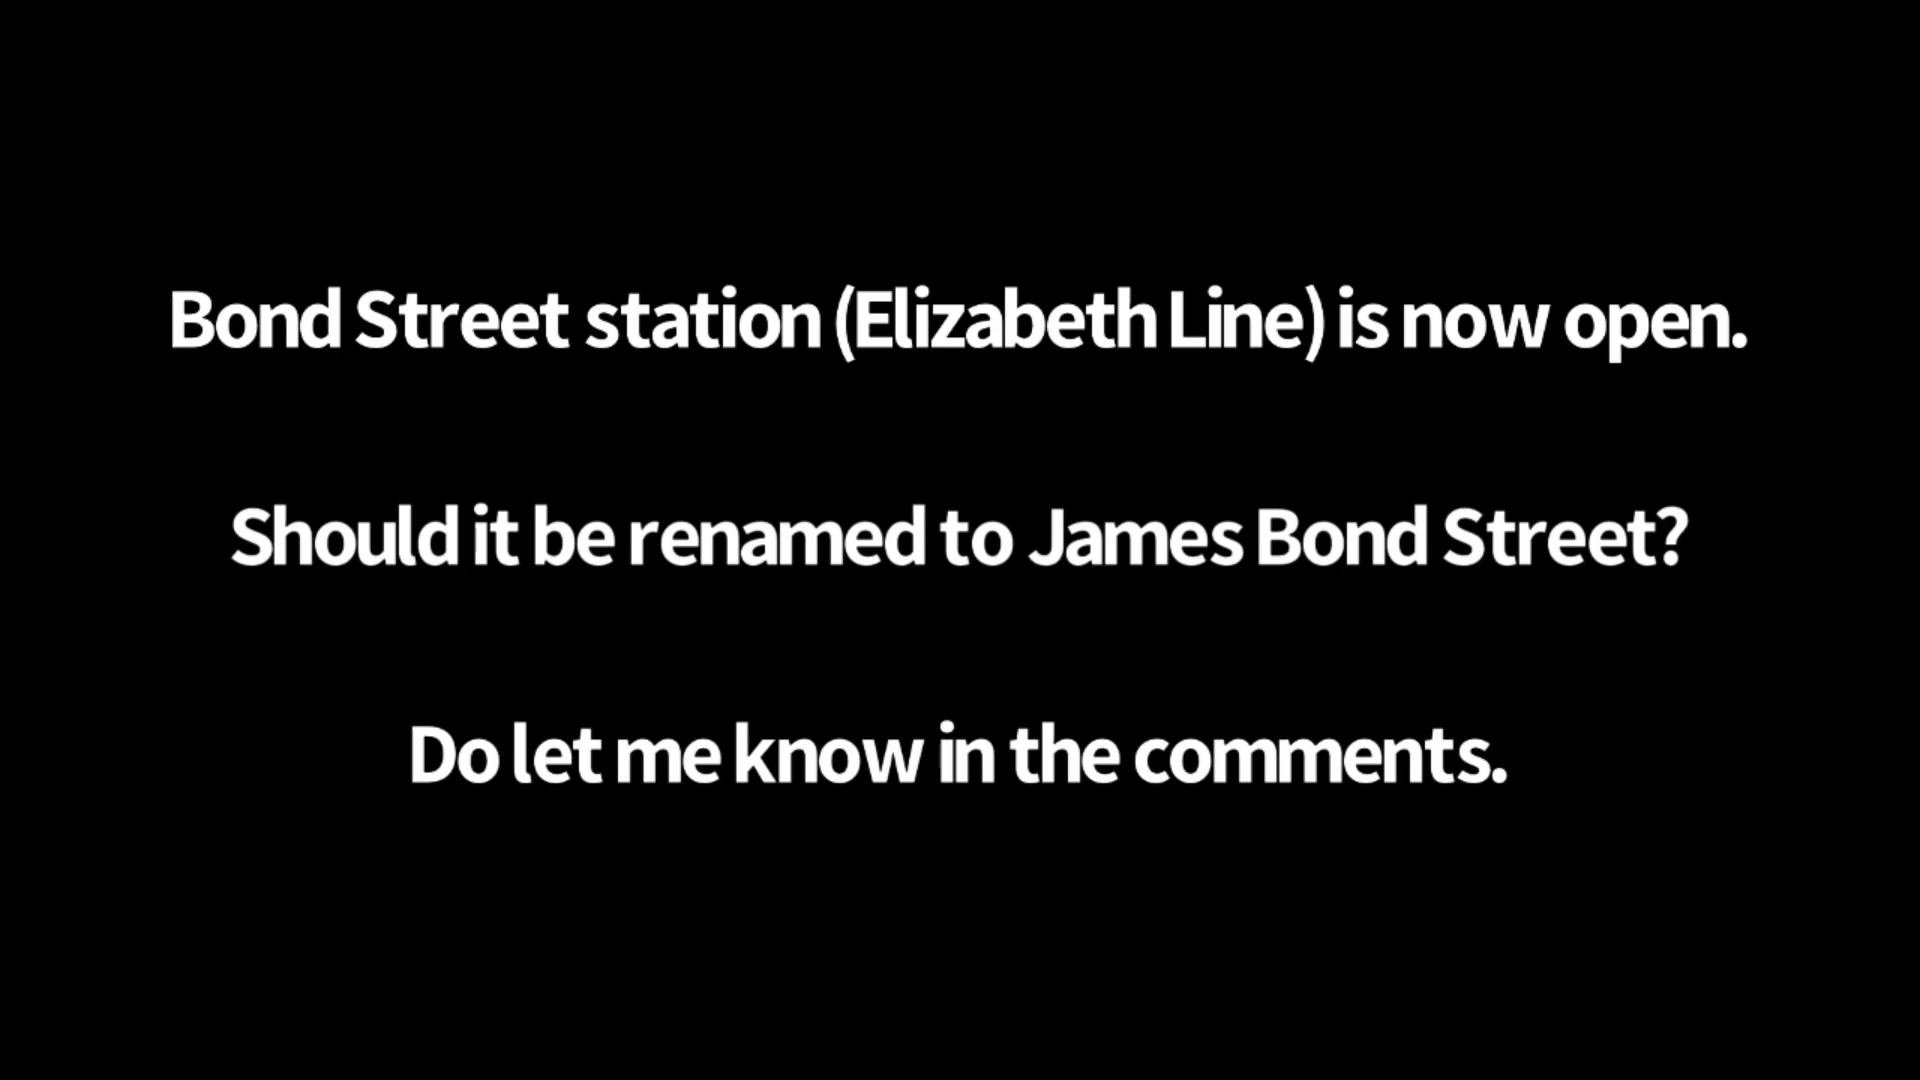 Bond Street station (Elizabeth Line) is now open.
Should it be renamed to James Bond Street?
Do let me know in the comments.